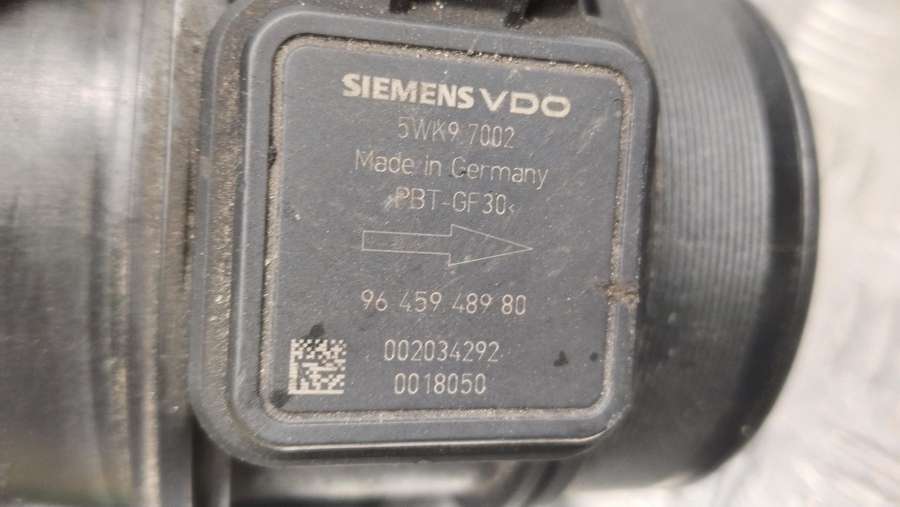 SIEMENS VDO
5WK9 7002
Made in Germany
>PBT-GF30<
96 459 489 80
002034292
0018050